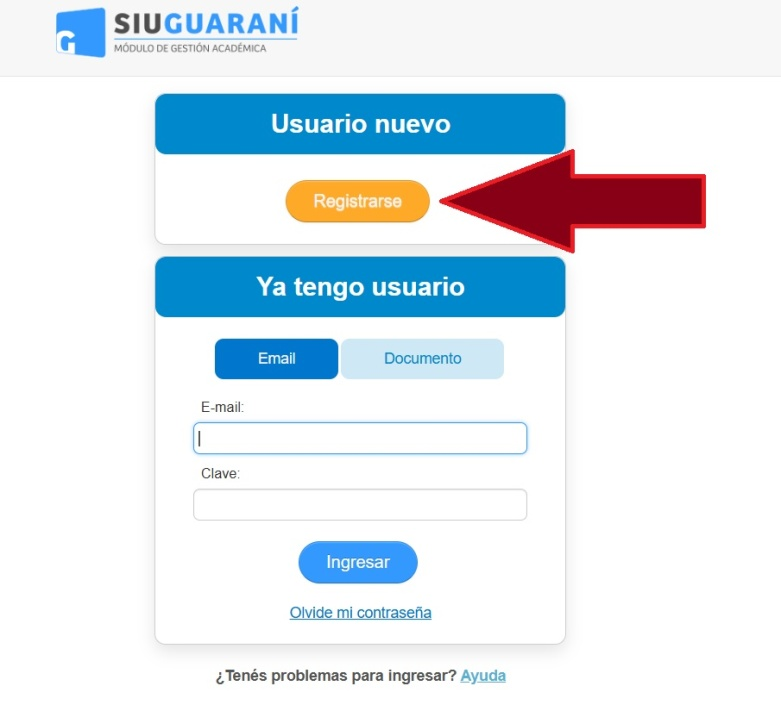 SIUGUARANÍ
MÓDULO DE GESTIÓN ACADÉMICA
G
Usuario nuevo
Registrarse
Ya tengo usuario
Email Documento
E-mail:
Clave:
Ingresar
Olvide mi contraseña
¿Tenés problemas para ingresar? Ayuda